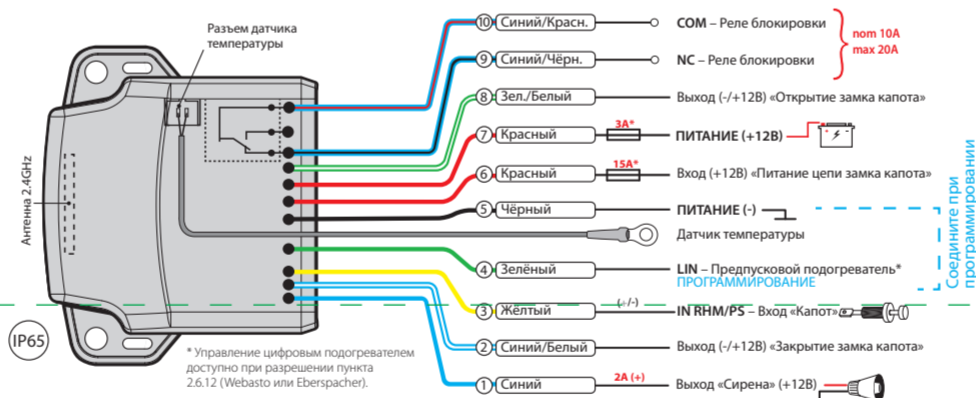 Разъем датчика
температуры
Антенна 2.4GHz
IP65
10 Синий/Красн. COM – Реле блокировки
nom 10A
max 20A
9 Синий/Чёрн. NC – Реле блокировки
8 Зел./Белый Выход (-/+12В) «Открытие замка капота»
7 Красный 3A* ПИТАНИЕ (+12В)
6 Красный 15A* Вход (+12В) «Питание цепи замка капота»
5 Чёрный ПИТАНИЕ (-)
Датчик температуры
4 Зелёный LIN – Предпусковой подогреватель*
ПРОГРАММИРОВАНИЕ
Соедините при
программировании
3 Жёлтый (+/-) IN RHM/PS – Вход «Капот»
2 Синий/Белый Выход (-/+12В) «Закрытие замка капота»
1 Синий 2A (+) Выход «Сирена» (+12В)
* Управление цифровым подогревателем
доступно при разрешении пункта
2.6.12 (Webasto или Eberspacher).